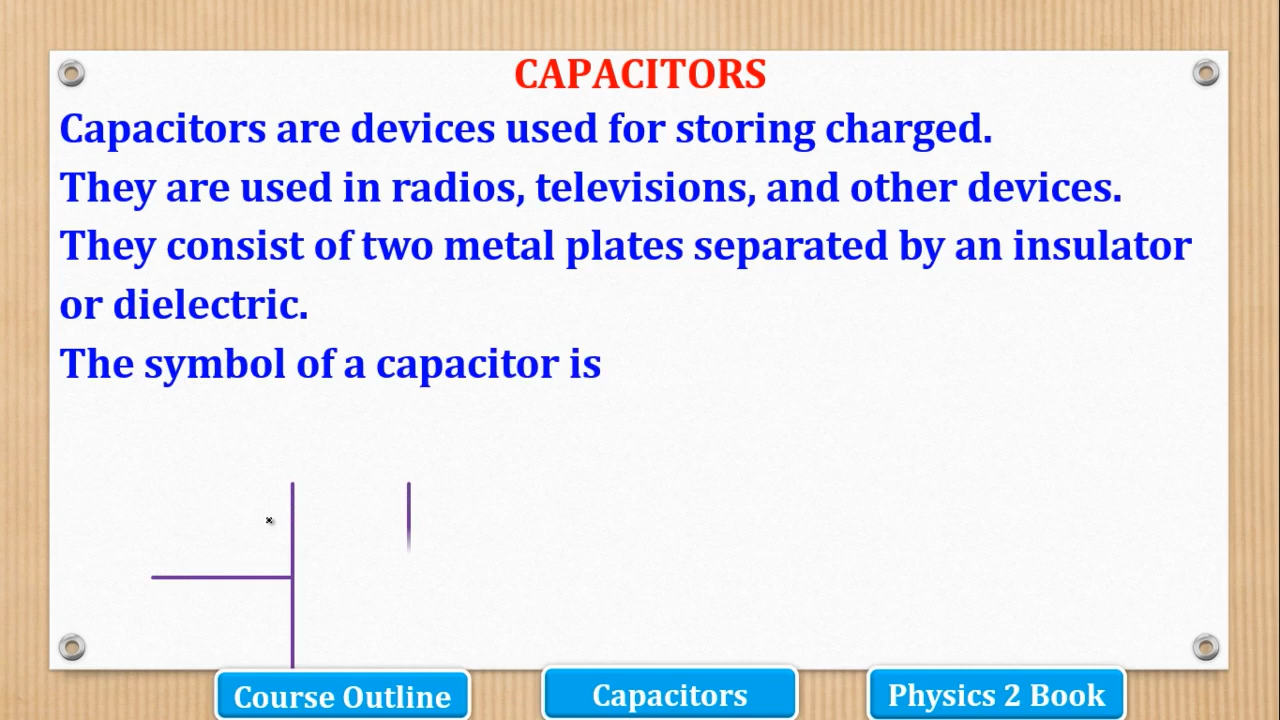 CAPACITORS
Capacitors are devices used for storing charged.
They are used in radios, televisions, and other devices.
They consist of two metal plates separated by an insulator
or dielectric.
The symbol of a capacitor is
Course Outline
Capacitors
Physics 2 Book